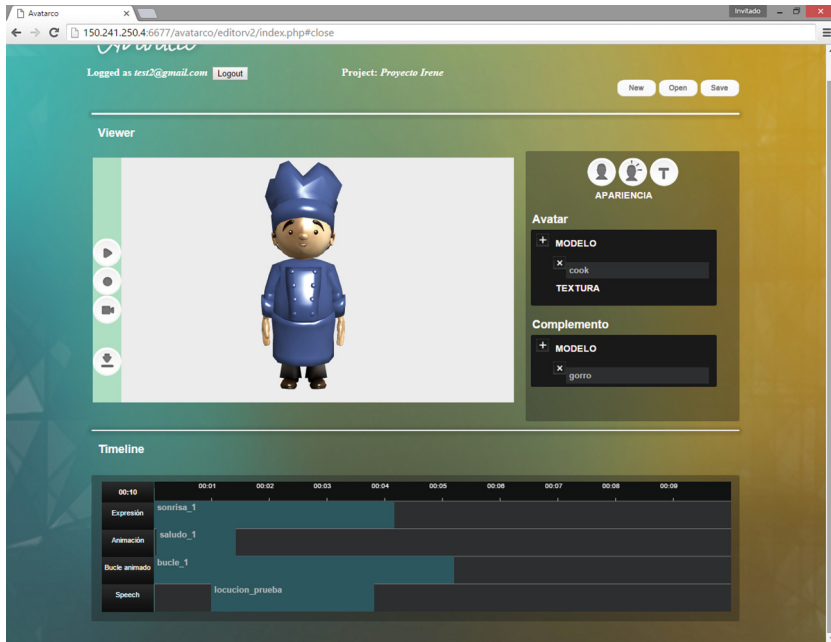 Avatarco
Invitado
150.241.250.4:6677/avatarco/editorv2/index.php#close
Avatarco
Logged as test2@gmail.com Logout
Project: Proyecto Irene
New Open Save
Viewer
T
APARIENCIA
Avatar
MODELO
cook
TEXTURA
Complemento
MODELO
gorro
Timeline
00:10 00:01 00:02 00:03 00:04 00:05 00:06 00:07 00:08 00:09
Expresión sonrisa_1
Animación saludo_1
Bucle animado bucle_1
Speech locucion_prueba